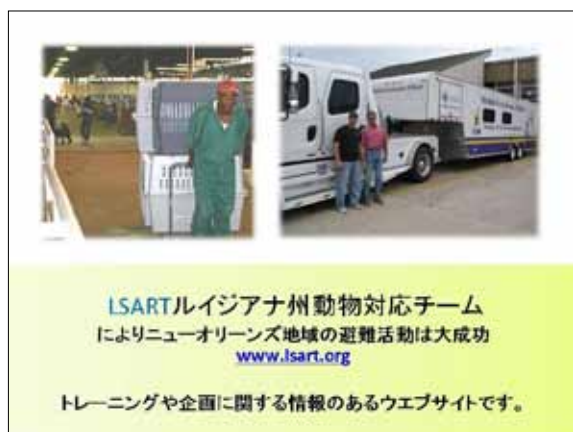 LSARTルイジアナ州動物対応チーム
によりニューオリーンズ地域の避難活動は大成功
www.lsart.org
トレーニングや企画に関する情報のあるウエブサイトです。